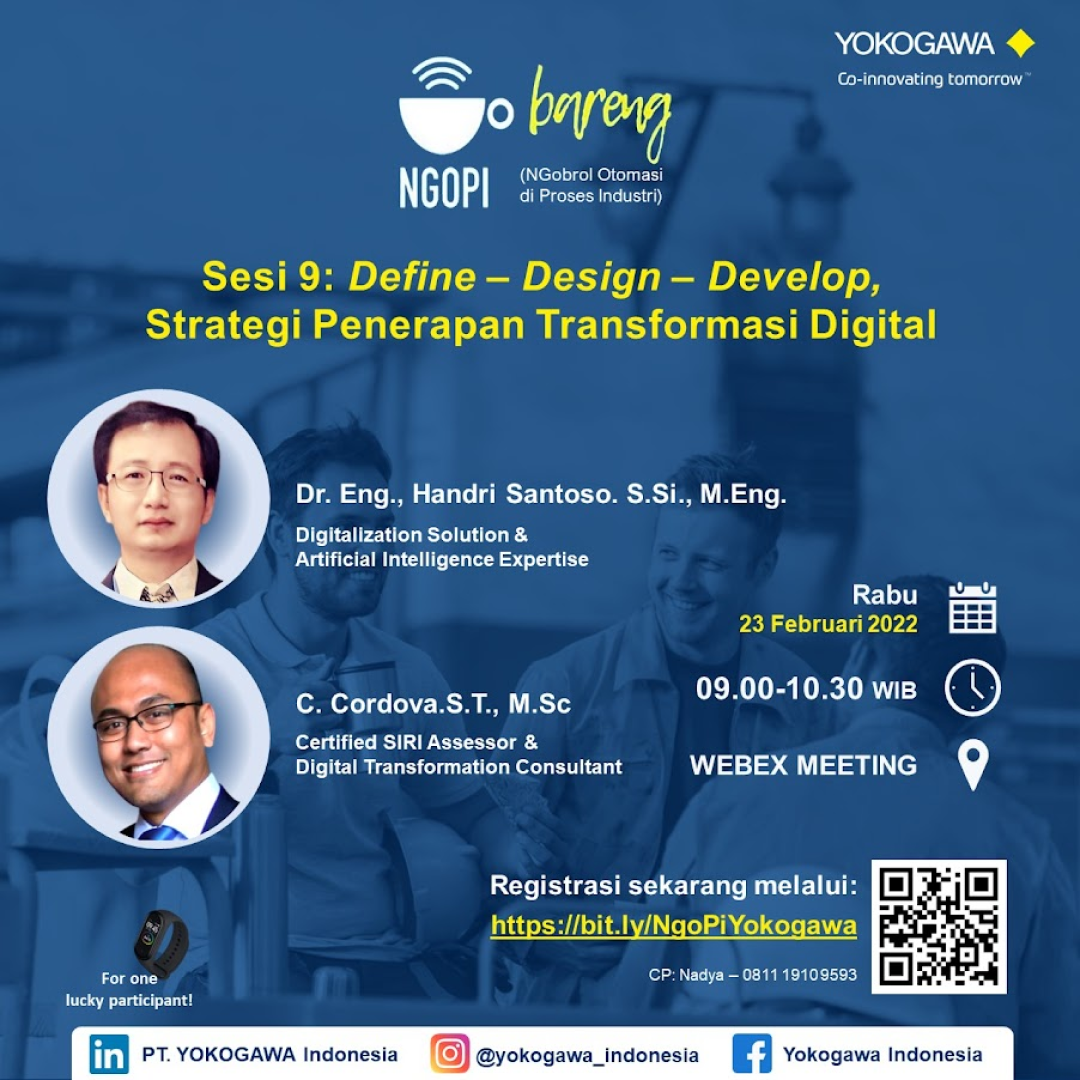 YOKOGAWA
Co-innovating tomorrow™
bareng
NGOPI
(NGobrol Otomasi
di Proses Industri)
Sesi 9: Define – Design – Develop,
Strategi Penerapan Transformasi Digital
Dr. Eng., Handri Santoso. S.Si., M.Eng.
Digitalization Solution &
Artificial Intelligence Expertise
Rabu
23 Februari 2022
09.00-10.30 WIB
C. Cordova.S.T., M.Sc
Certified SIRI Assessor &
Digital Transformation Consultant
WEBEX MEETING
Registrasi sekarang melalui:
https://bit.ly/NgoPiYokogawa
CP: Nadya – 0811 1910 9593
For one
lucky participant!
PT. YOKOGAWA Indonesia
@yokogawa_indonesia
Yokogawa Indonesia